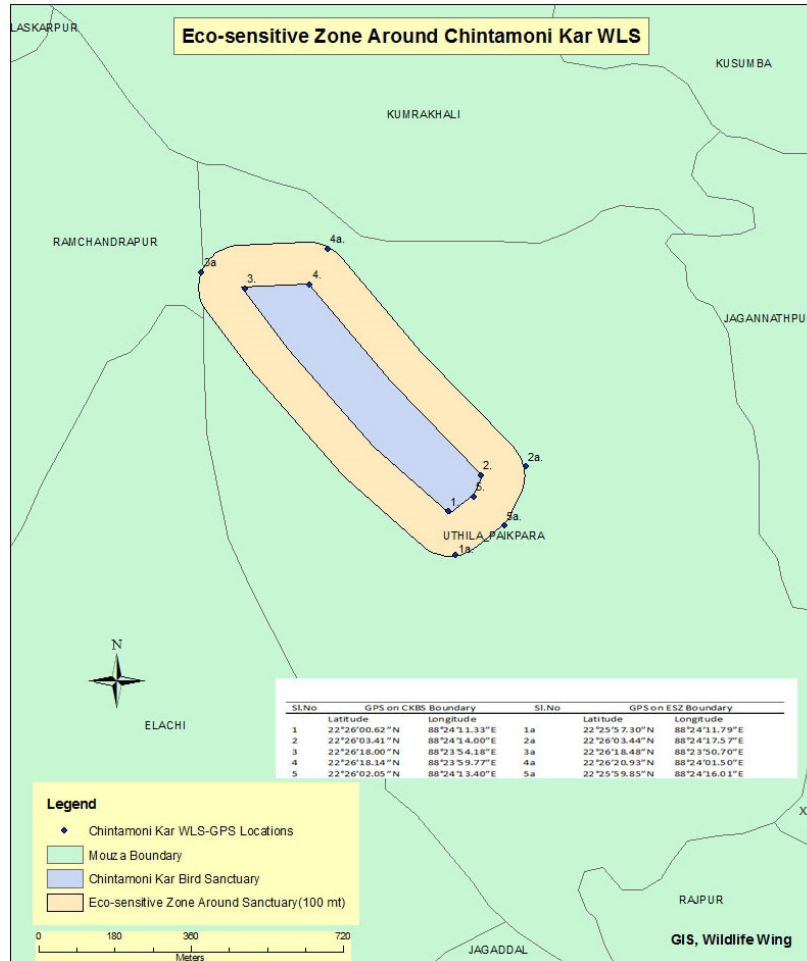 LASKARPUR
Eco-sensitive Zone Around Chintamoni Kar WLS
KUSUMBA
KUMRAKHALI
RAMCHANDRAPUR
4a.
3a
3.
4.
JAGANNATHPU
2a.
2.
5.
1.
5a.
UTHILA_PAIKPARA
1a.
N
ELACHI
Sl.No GPS on CKBS Boundary Sl.No GPS on ESZ Boundary
Latitude Longitude Latitude Longitude
1 22°26'00.62"N 88°24'11.33"E 1a 22°25'57.30"N 88°24'11.79"E
2 22°26'03.41"N 88°24'14.00"E 2a 22°26'03.44"N 88°24'17.57"E
3 22°26'18.00"N 88°23'54.18"E 3a 22°26'18.48"N 88°23'50.70"E
4 22°26'18.14"N 88°23'59.77"E 4a 22°26'20.93"N 88°24'01.50"E
5 22°26'02.05"N 88°24'13.40"E 5a 22°25'59.85"N 88°24'16.01"E
Legend
Chintamoni Kar WLS-GPS Locations
Mouza Boundary
Chintamoni Kar Bird Sanctuary
Eco-sensitive Zone Around Sanctuary(100 mt)
X
RAJPUR
0 180 360 720
Meters
JAGADDAL
GIS, Wildlife Wing